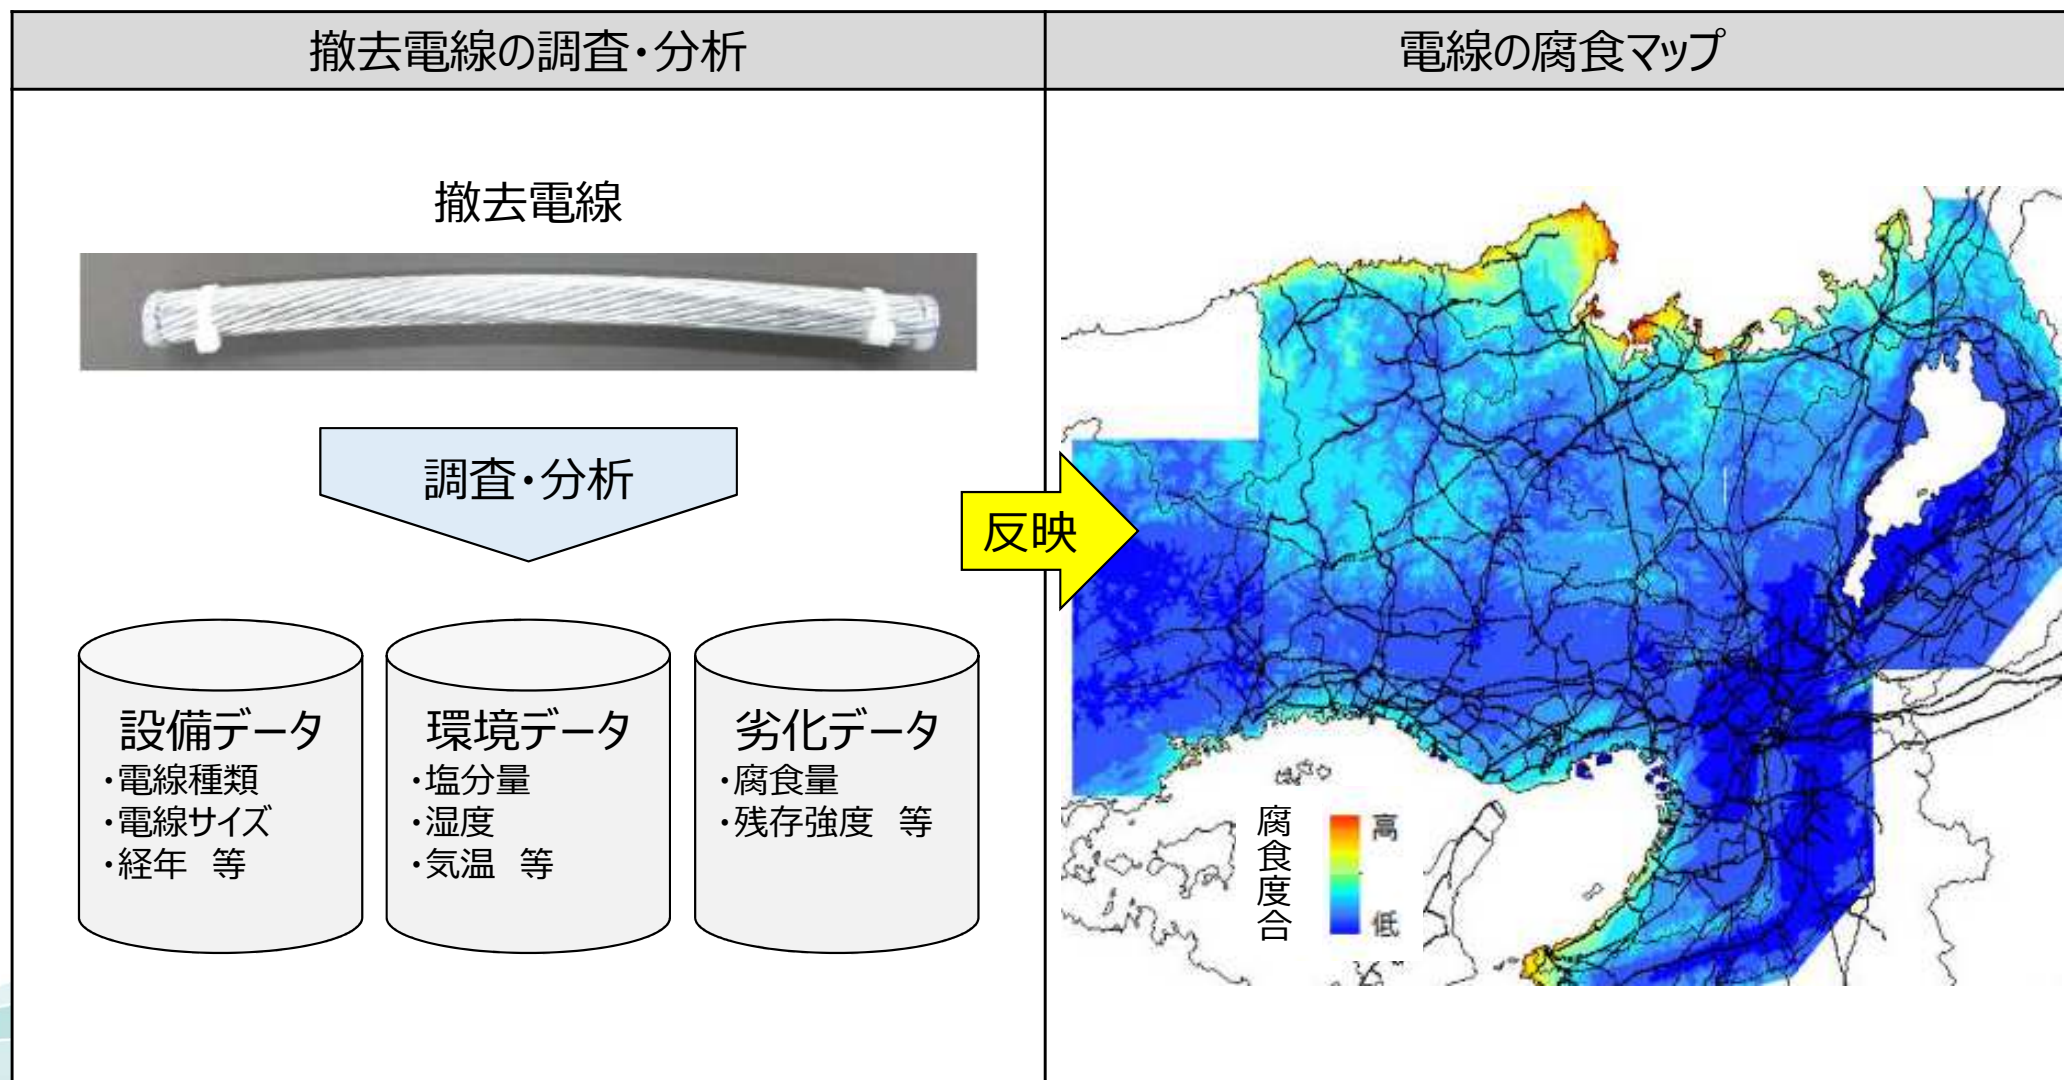 撤去電線の調査・分析
電線の腐食マップ
撤去電線
調査・分析
反映
設備データ
・電線種類
・電線サイズ
・経年 等
環境データ
・塩分量
・湿度
・気温 等
劣化データ
・腐食量
・残存強度 等
腐食度合
高
低